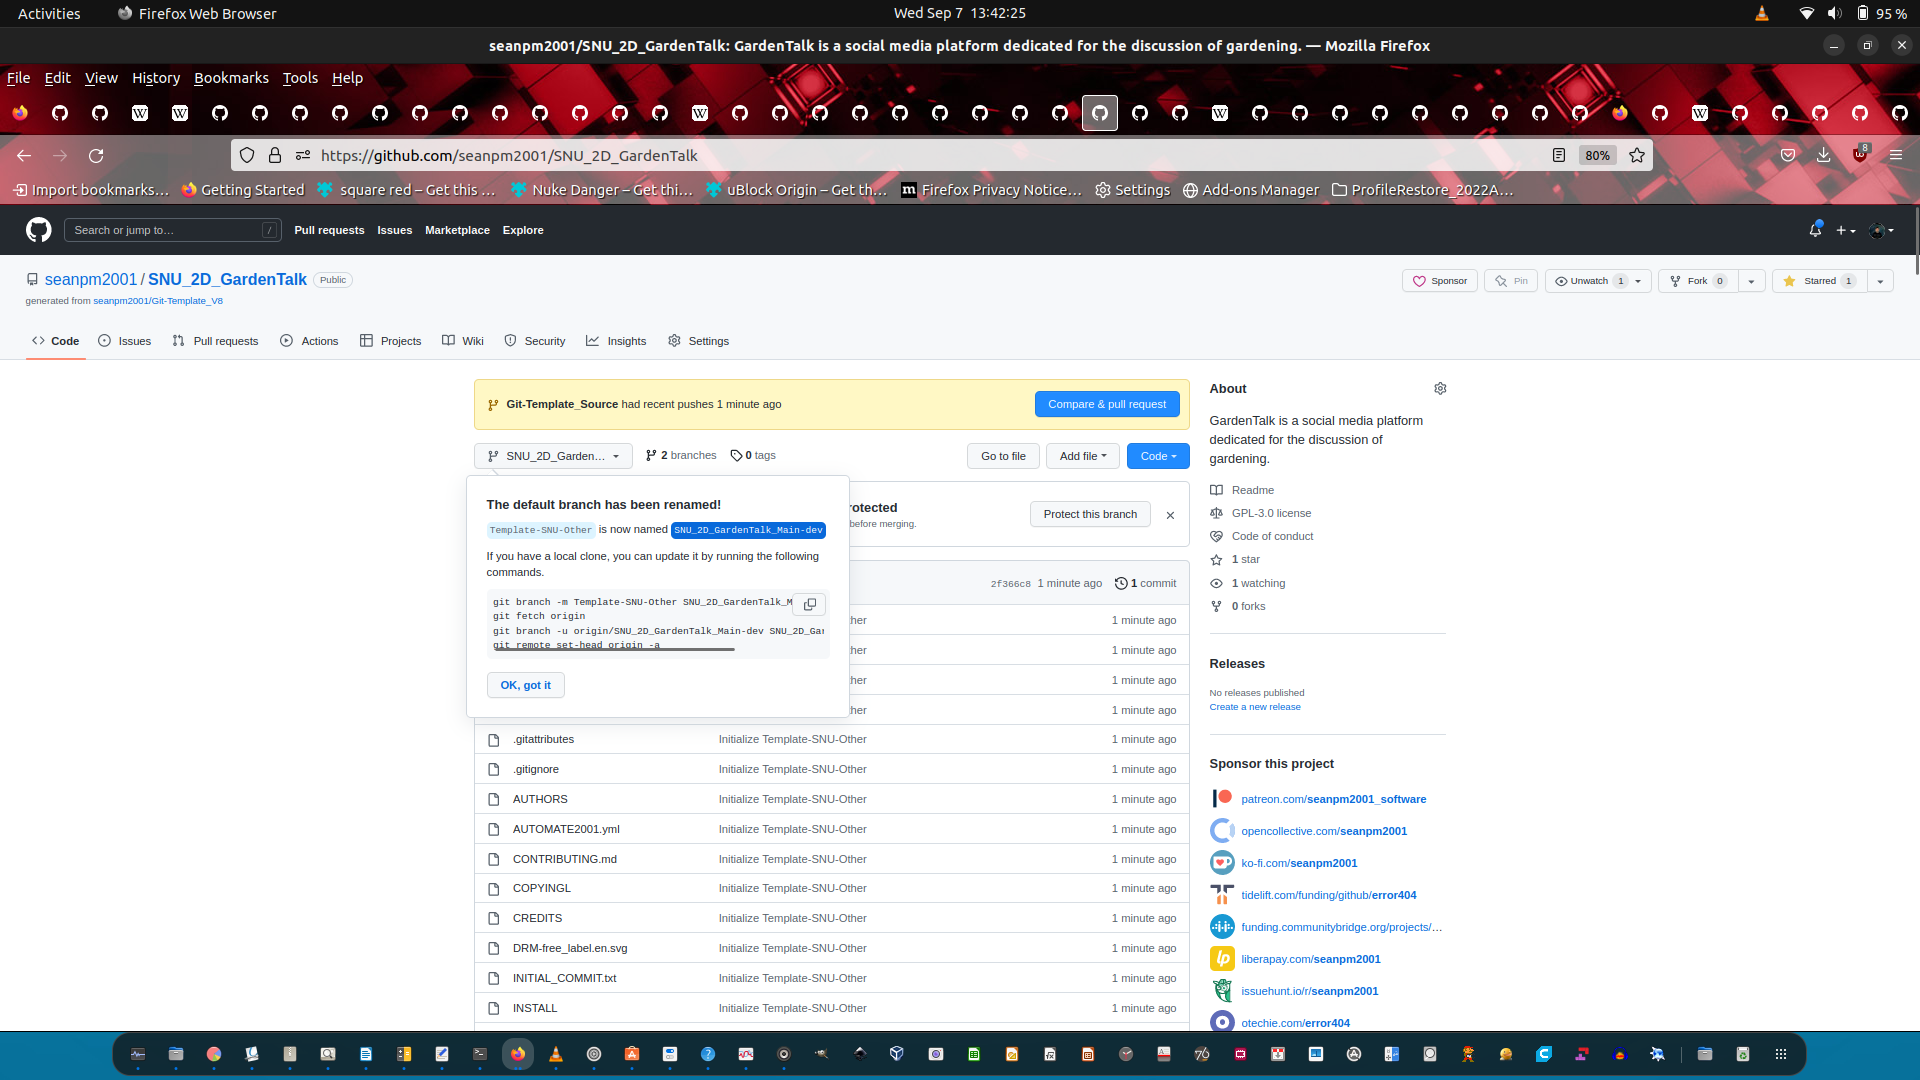 Activities
Firefox Web Browser
Wed Sep 7 13:42:25
95 %
seanpm2001/SNU_2D_GardenTalk: GardenTalk is a social media platform dedicated for the discussion of gardening. — Mozilla Firefox
File Edit View History Bookmarks Tools Help
https://github.com/seanpm2001/SNU_2D_GardenTalk
80%
8
Import bookmarks…
Getting Started
square red – Get this …
Nuke Danger – Get thi…
uBlock Origin – Get th…
Firefox Privacy Notice…
Settings
Add-ons Manager
ProfileRestore_2022A…
Search or jump to…
/
Pull requests
Issues
Marketplace
Explore
seanpm2001 / SNU_2D_GardenTalk
Public
generated from seanpm2001/Git-Template_V8
Sponsor
Pin
Unwatch 1
Fork 0
Starred 1
Code
Issues
Pull requests
Actions
Projects
Wiki
Security
Insights
Settings
Git-Template_Source had recent pushes 1 minute ago
Compare & pull request
SNU_2D_Garden…
2 branches
0 tags
Go to file
Add file
Code
The default branch has been renamed!
Template-SNU-Other is now named SNU_2D_GardenTalk_Main-dev
If you have a local clone, you can update it by running the following
commands.
git branch -m Template-SNU-Other SNU_2D_GardenTalk_M
git fetch origin
git branch -u origin/SNU_2D_GardenTalk_Main-dev SNU_2D_Gar
git remote set-head origin -a
OK, got it
rotected
before merging.
Protect this branch
2f366c8 1 minute ago
1 commit
her 1 minute ago
her 1 minute ago
her 1 minute ago
her 1 minute ago
.gitattributes Initialize Template-SNU-Other 1 minute ago
.gitignore Initialize Template-SNU-Other 1 minute ago
AUTHORS Initialize Template-SNU-Other 1 minute ago
AUTOMATE2001.yml Initialize Template-SNU-Other 1 minute ago
CONTRIBUTING.md Initialize Template-SNU-Other 1 minute ago
COPYINGL Initialize Template-SNU-Other 1 minute ago
CREDITS Initialize Template-SNU-Other 1 minute ago
DRM-free_label.en.svg Initialize Template-SNU-Other 1 minute ago
INITIAL_COMMIT.txt Initialize Template-SNU-Other 1 minute ago
INSTALL Initialize Template-SNU-Other 1 minute ago
About
GardenTalk is a social media platform
dedicated for the discussion of
gardening.
Readme
GPL-3.0 license
Code of conduct
1 star
1 watching
0 forks
Releases
No releases published
Create a new release
Sponsor this project
patreon.com/seanpm2001_software
opencollective.com/seanpm2001
ko-fi.com/seanpm2001
tidelift.com/funding/github/error404
funding.communitybridge.org/projects/…
liberapay.com/seanpm2001
issuehunt.io/r/seanpm2001
otechie.com/error404